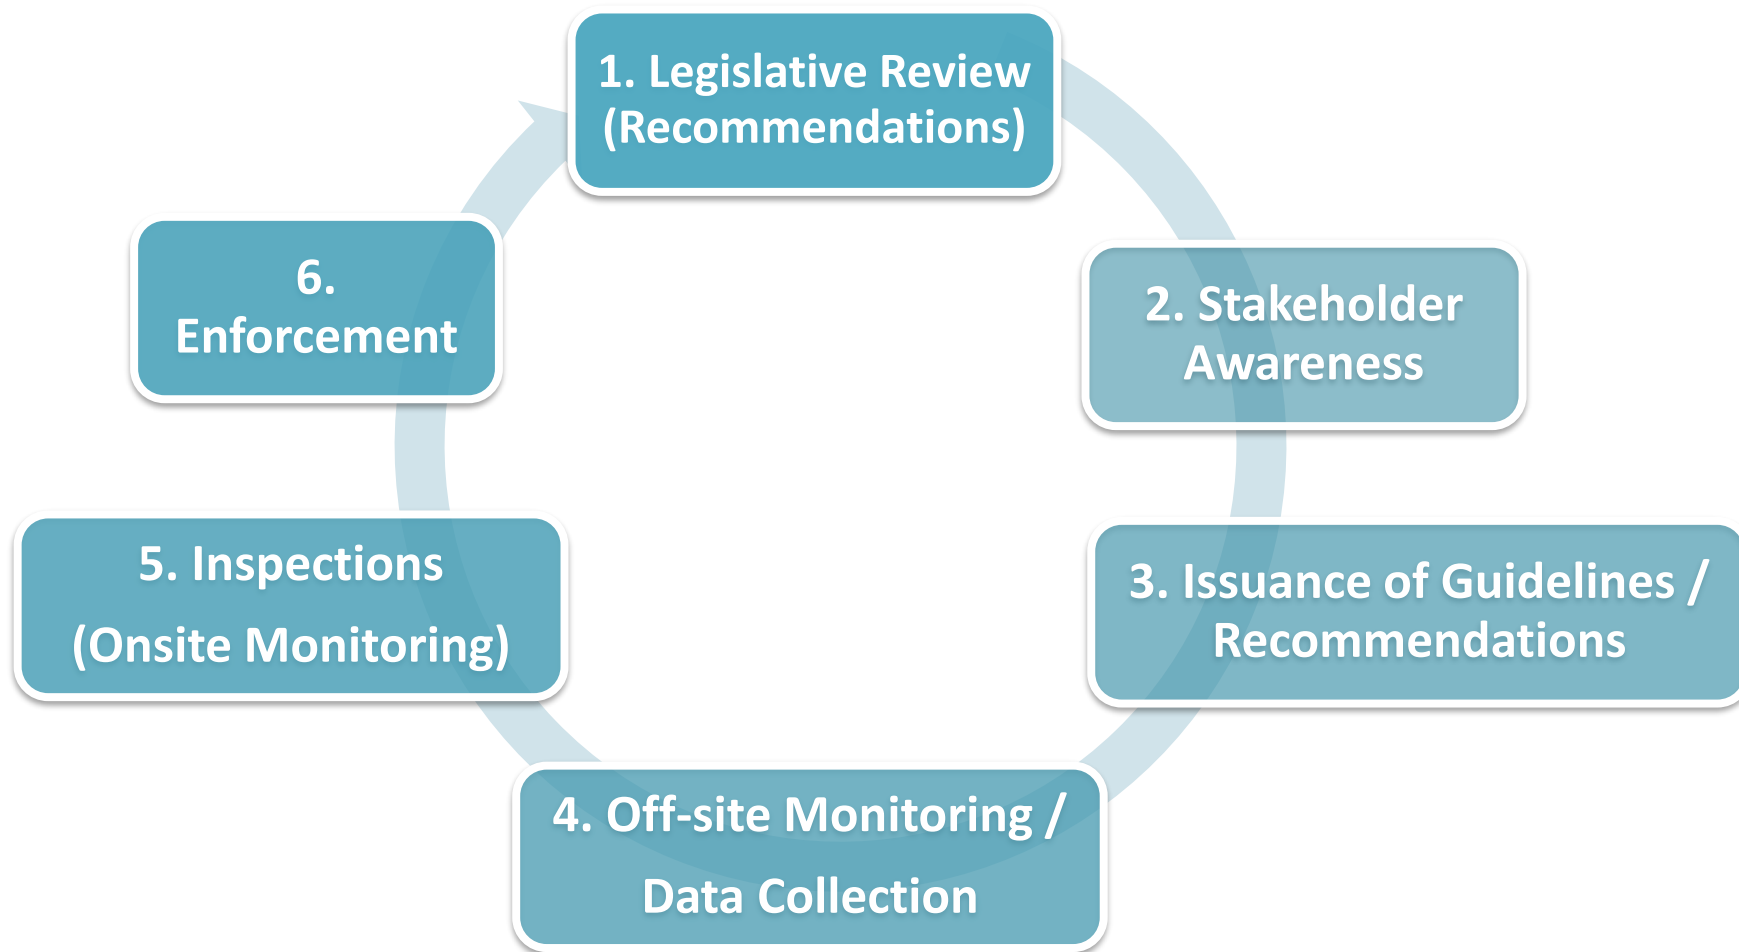 1. Legislative Review
(Recommendations)
2. Stakeholder
Awareness
3. Issuance of Guidelines /
Recommendations
4. Off-site Monitoring /
Data Collection
5. Inspections
(Onsite Monitoring)
6.
Enforcement